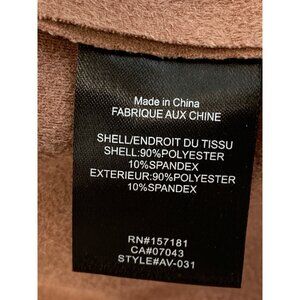 Made in China
FABRIQUE AUX CHINE
SHELL/ENDROIT DU TISSU
SHELL:90%POLYESTER
10%SPANDEX
EXTERIEUR:90%POLYESTER
10%SPANDEX
RN#157181
CA#07043
STYLE#AV-031